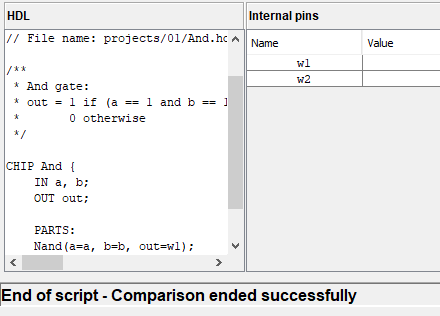 HDL
// File name: projects/01/And.hd
/**
* And gate:
* out = 1 if (a == 1 and b == 1
* 0 otherwise
*/
CHIP And {
IN a, b;
OUT out;
PARTS:
Nand(a=a, b=b, out=w1);
Internal pins
Name Value
w1
w2
End of script - Comparison ended successfully